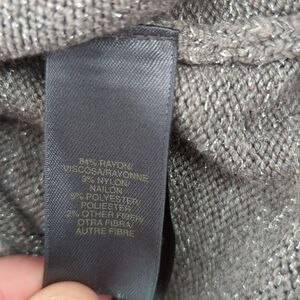 84% RAYON/
VISCOSA/RAYONNE
9% NYLON/
NAILON
5% POLYESTER/
POLIESTER
2% OTHER FIBER/
OTRA FIBRA/
AUTRE FIBRE